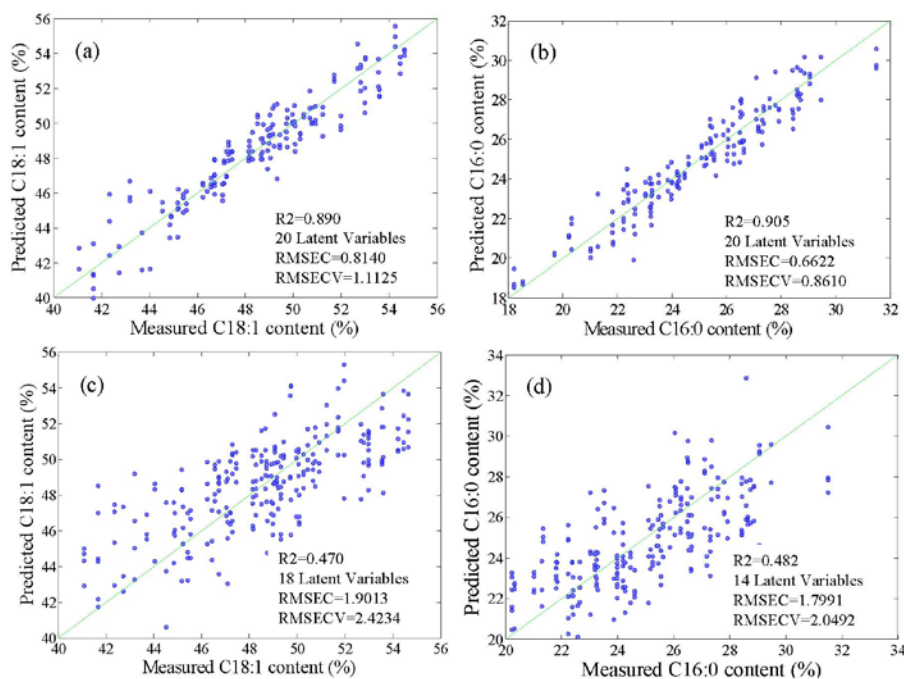 56
54
52
50
48
46
44
42
40
Predicted C18:1 content (%)
(a)
R2=0.890
20 Latent Variables
RMSEC=0.8140
RMSECV=1.1125
40 42 44 46 48 50 52 54 56
Measured C18:1 content (%)
32
30
28
26
24
22
20
18
Predicted C16:0 content (%)
(b)
R2=0.905
20 Latent Variables
RMSEC=0.6622
RMSECV=0.8610
18 20 22 24 26 28 30 32
Measured C16:0 content (%)
56
54
52
50
48
46
44
42
40
Predicted C18:1 content (%)
(c)
R2=0.470
18 Latent Variables
RMSEC=1.9013
RMSECV=2.4234
40 42 44 46 48 50 52 54 56
Measured C18:1 content (%)
34
32
30
28
26
24
22
20
Predicted C16:0 content (%)
(d)
R2=0.482
14 Latent Variables
RMSEC=1.7991
RMSECV=2.0492
20 22 24 26 28 30 32 34
Measured C16:0 content (%)